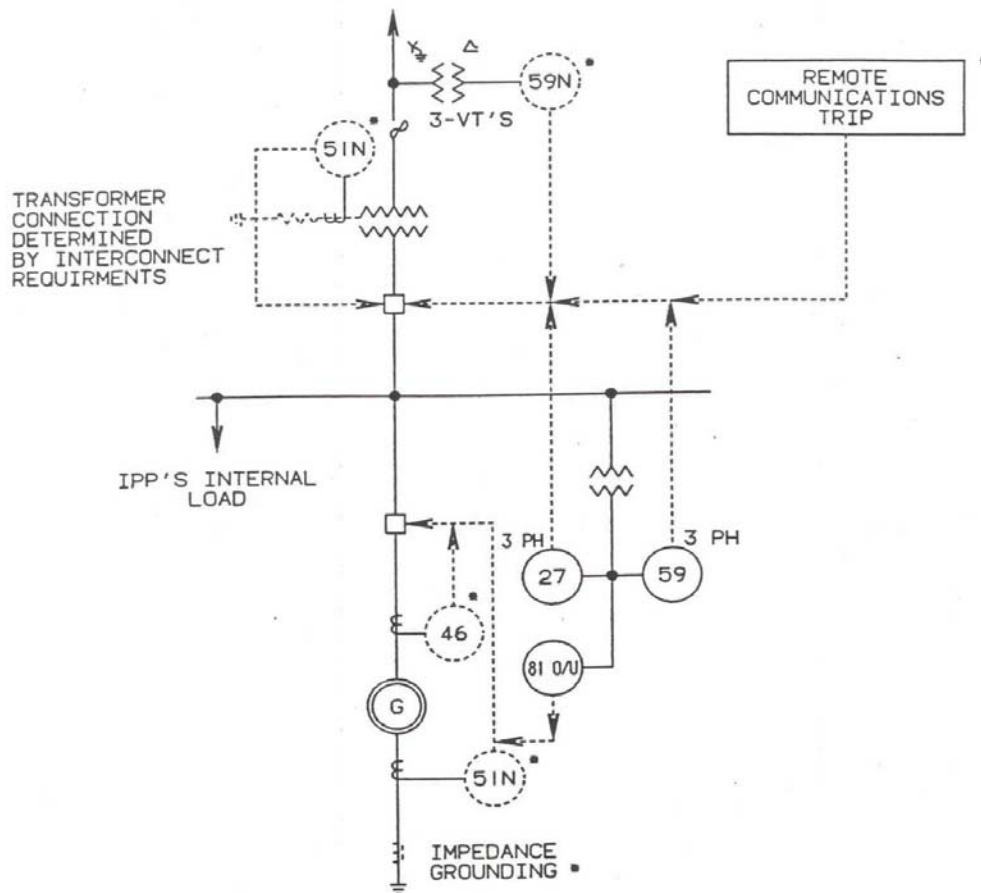 59N
3-VT'S
REMOTE
COMMUNICATIONS
TRIP
51N
TRANSFORMER
CONNECTION
DETERMINED
BY INTERCONNECT
REQUIRMENTS
IPP'S INTERNAL
LOAD
3 PH
27
3 PH
59
46
81 O/U
G
51N
IMPEDANCE
GROUNDING